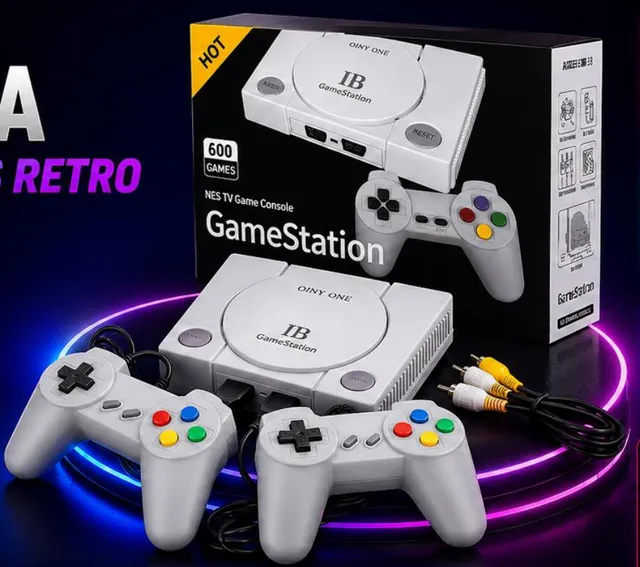 A
RETRO
HOT
OINY ONE
IB
GameStation
RESET
600
GAMES
NES TV Game Console
GameStation
GameStation
OINY ONE
IB
GameStation